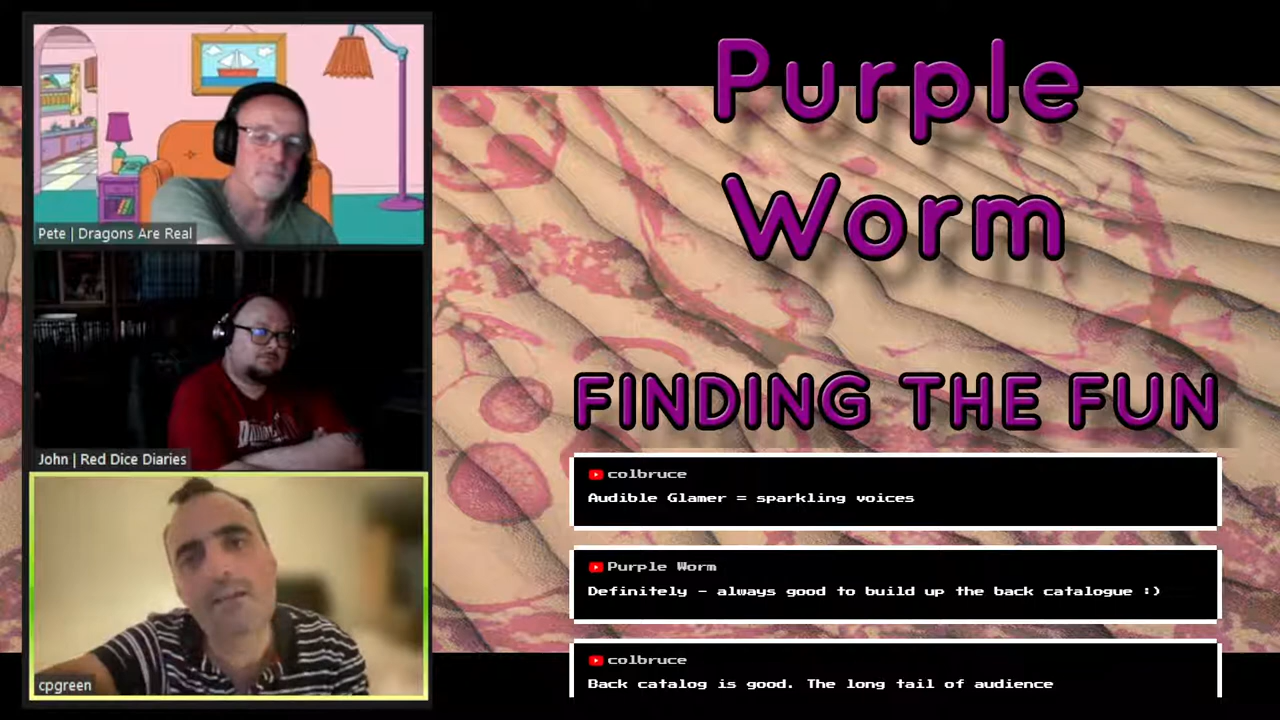 Pete | Dragons Are Real
John | Red Dice Diaries
cpgreen
Purple
Worm
FINDING THE FUN
colbruce
Audible Glamer = sparkling voices
Purple Worm
Definitely - always good to build up the back catalogue :)
colbruce
Back catalog is good. The long tail of audience